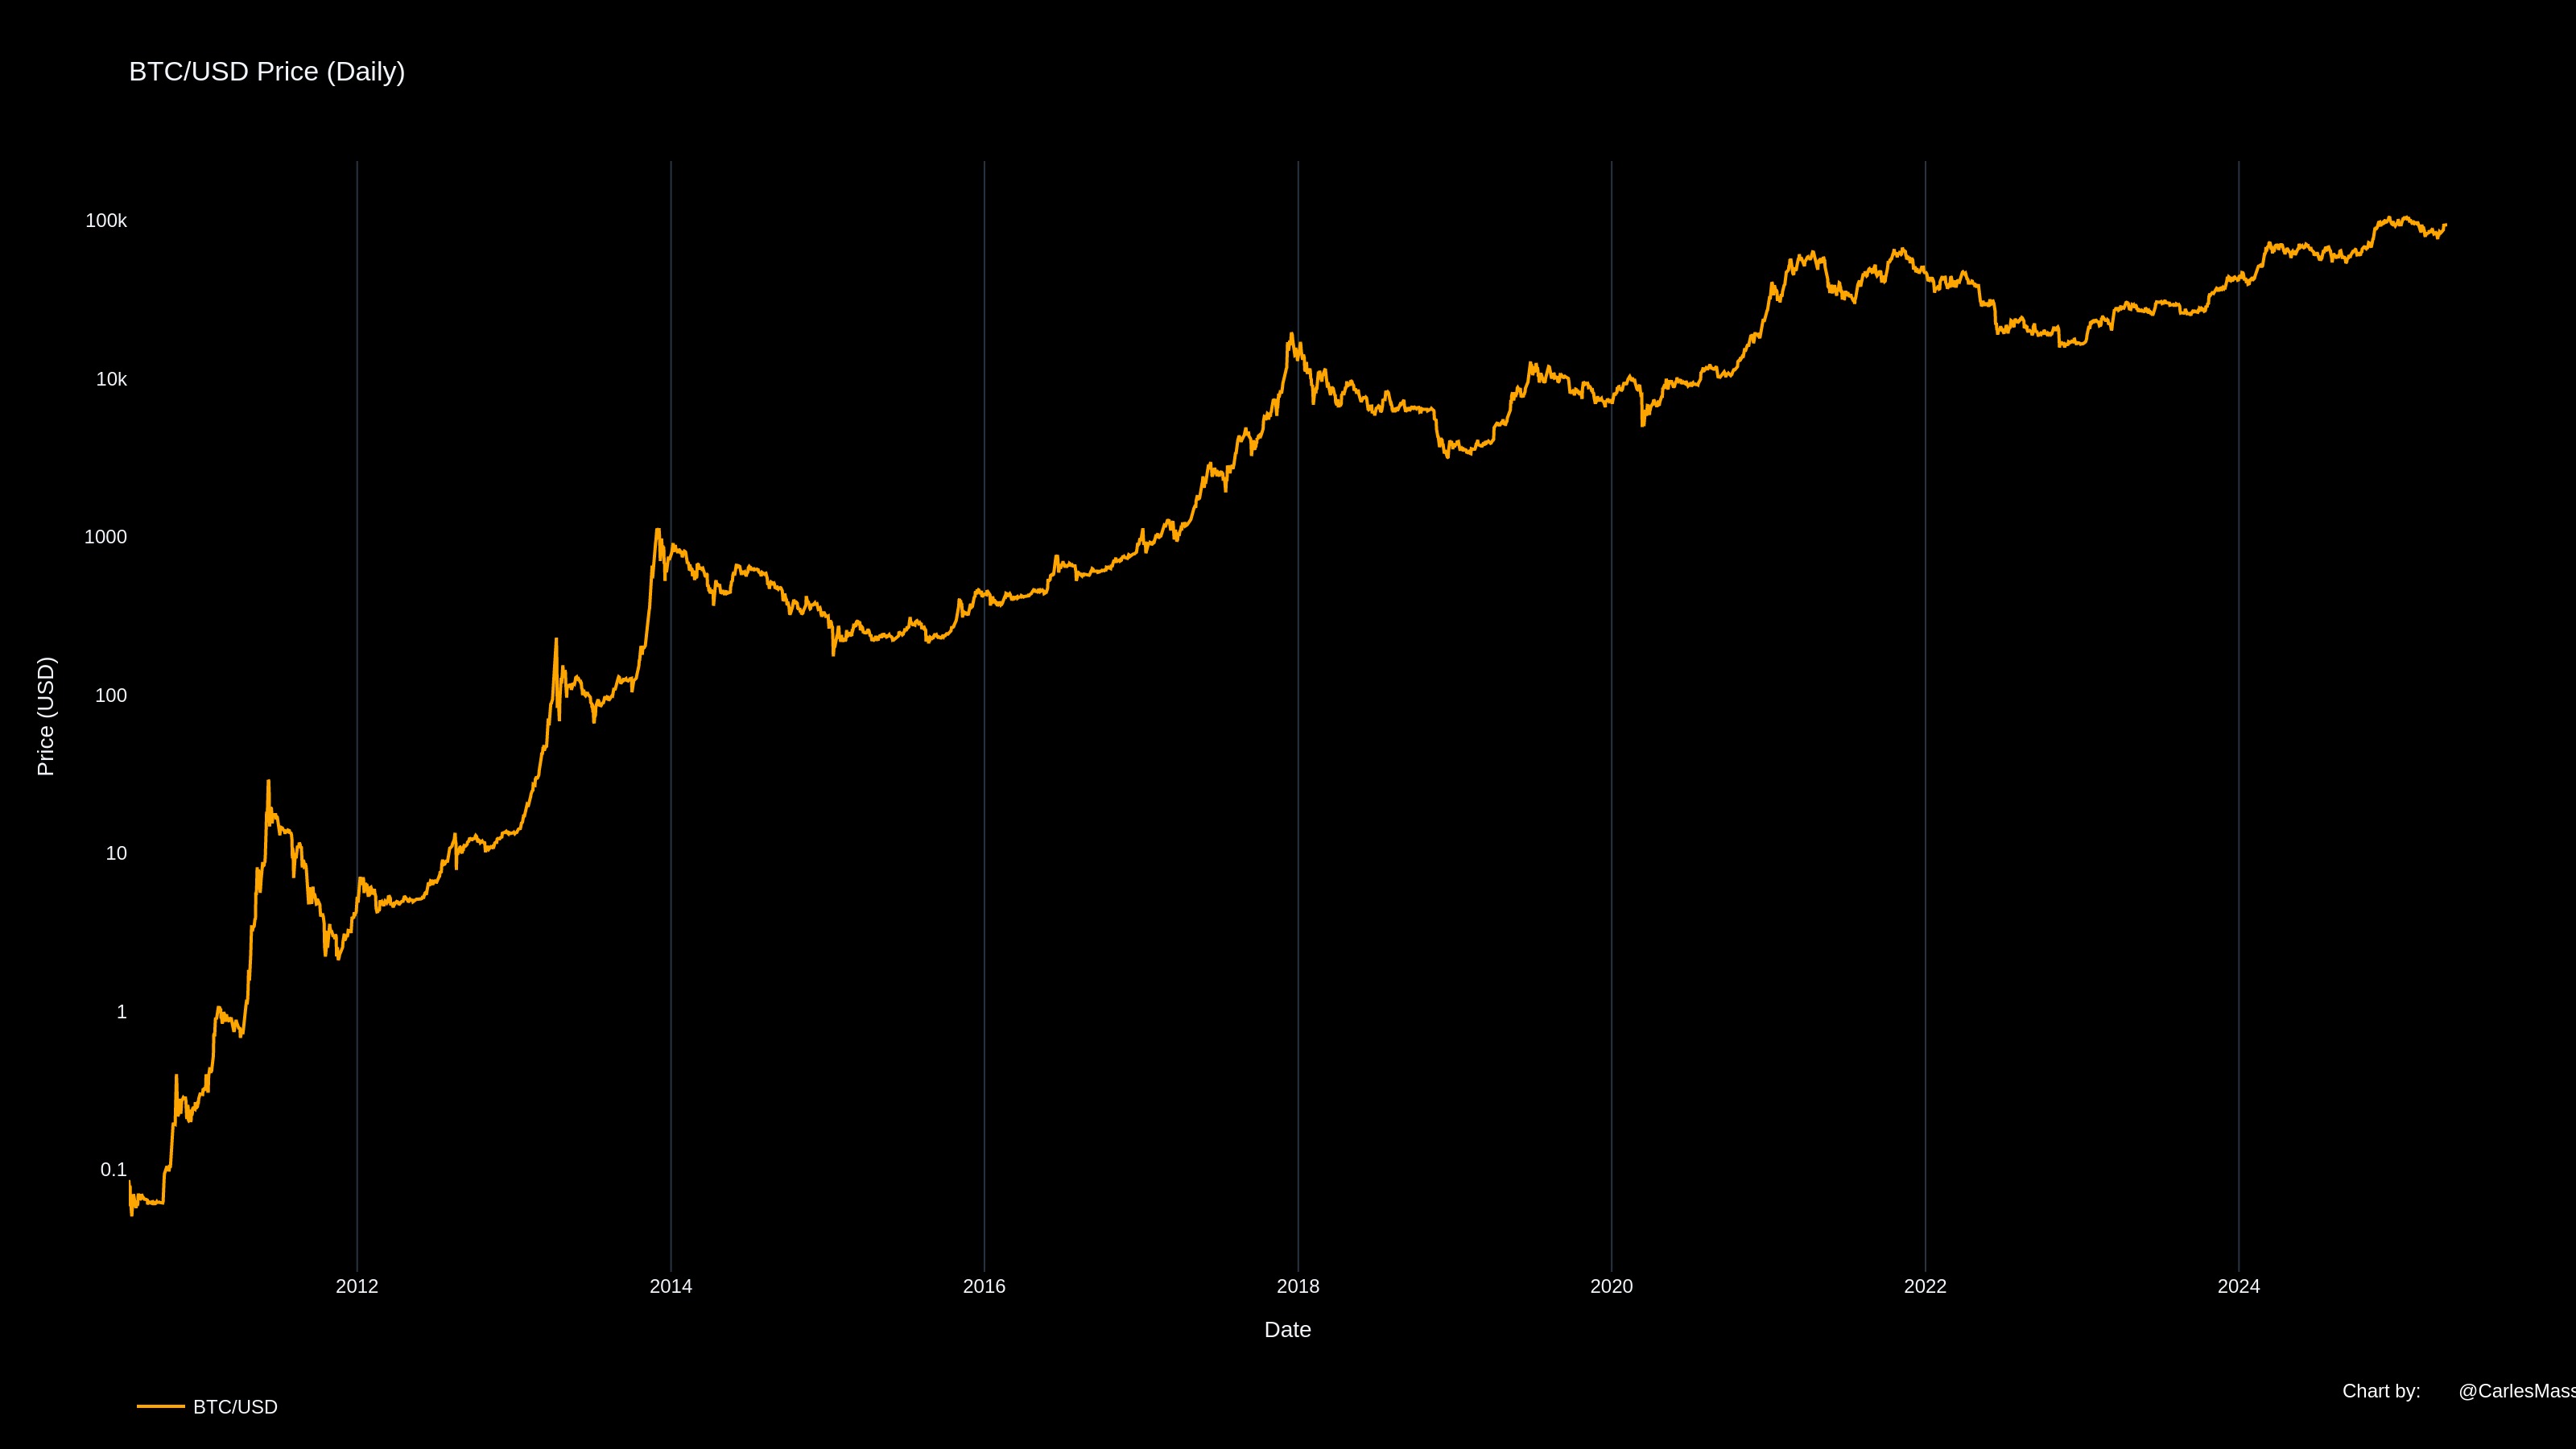 BTC/USD Price (Daily)
100k
10k
1000
100
10
1
0.1
Price (USD)
2012
2014
2016
2018
2020
2022
2024
Date
BTC/USD
Chart by: @CarlesMass